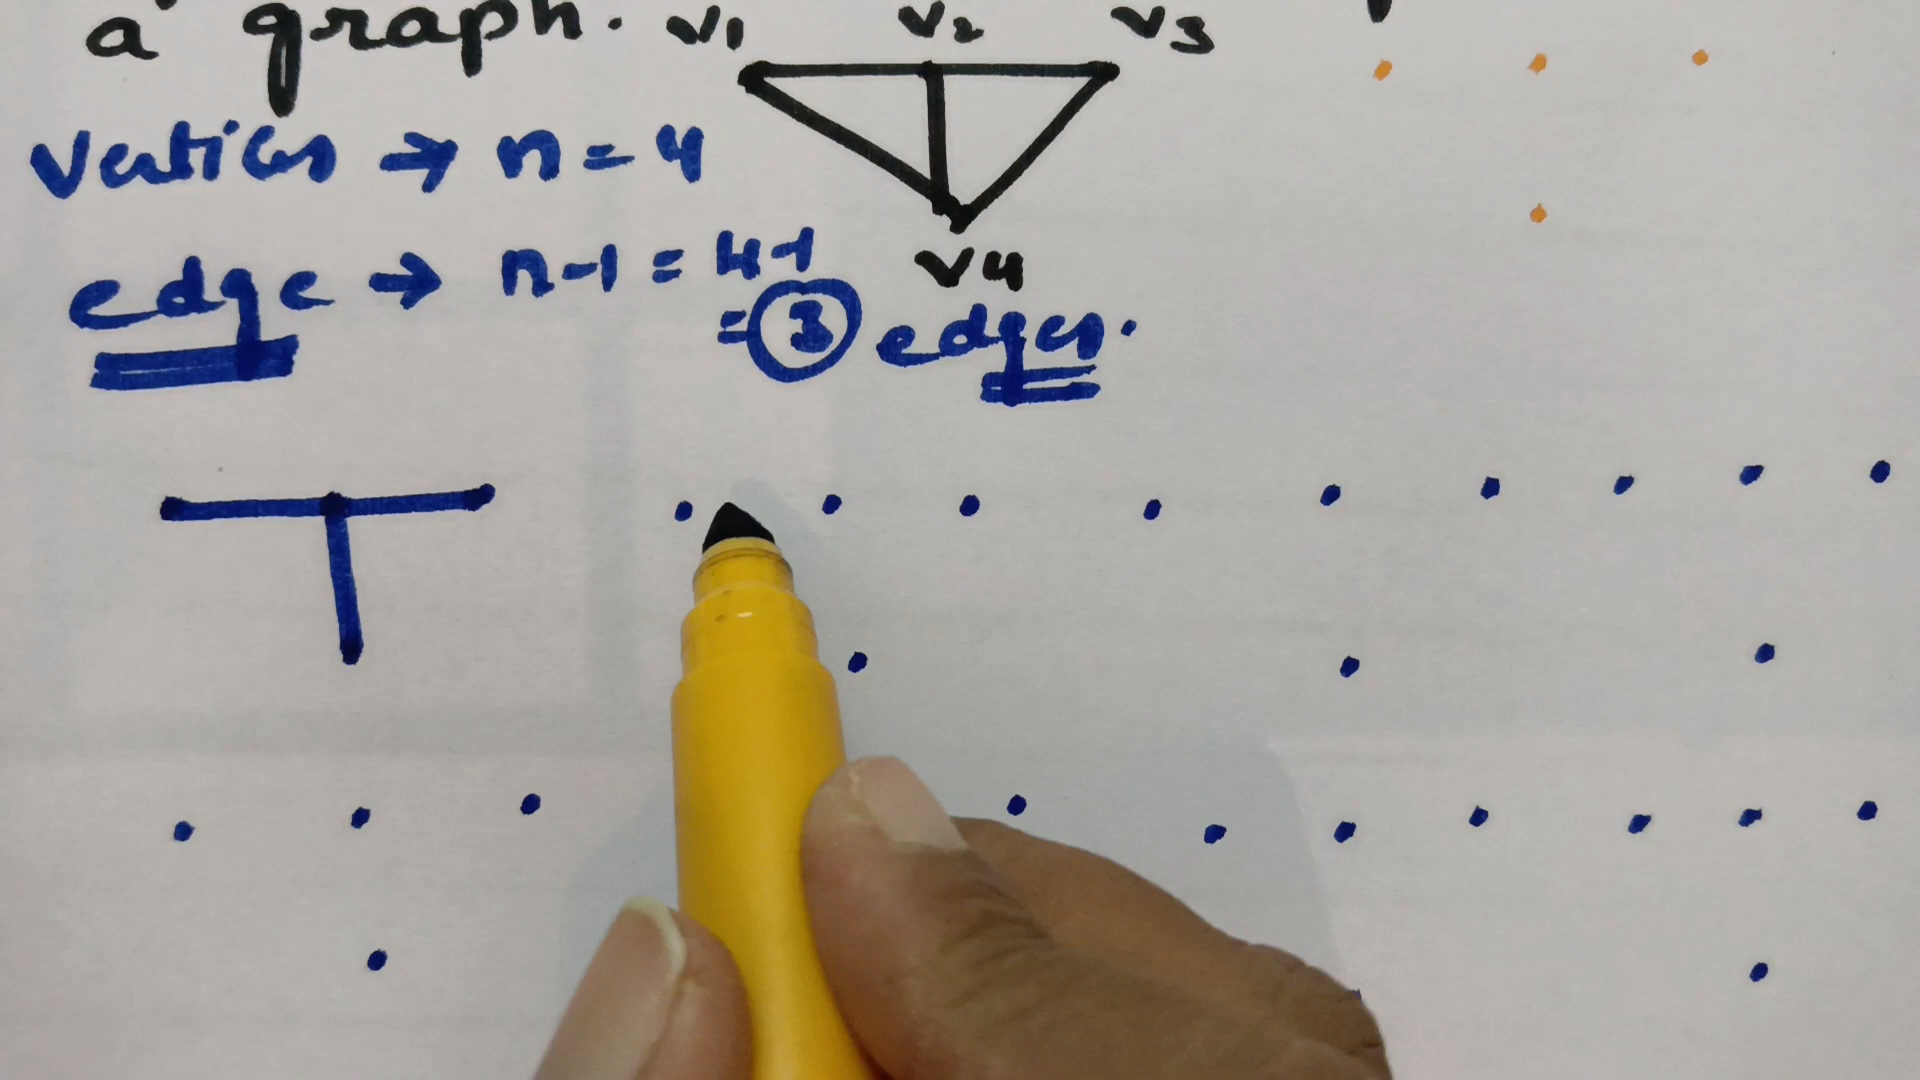 a graph. v1 v2 v3
vertices → n = 4
v4
edge → n-1 = 4-1
= 3 edges.